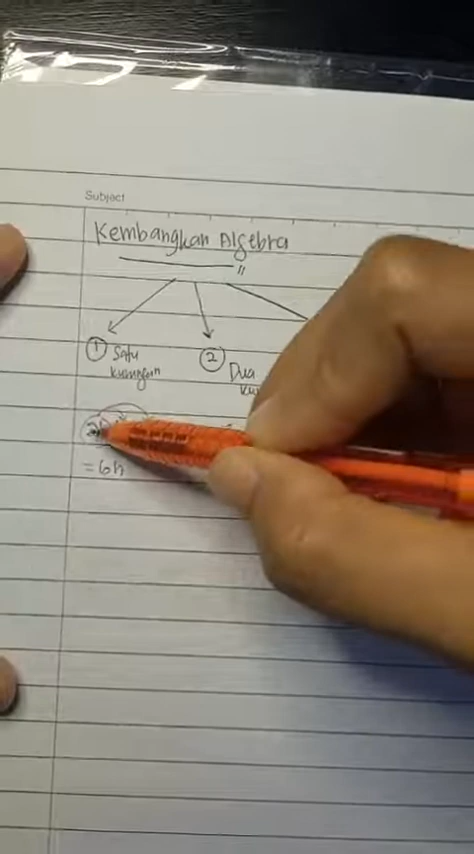 Subject
Kembangkan Algebra
① Satu
kurungan
② Dua
= 6h